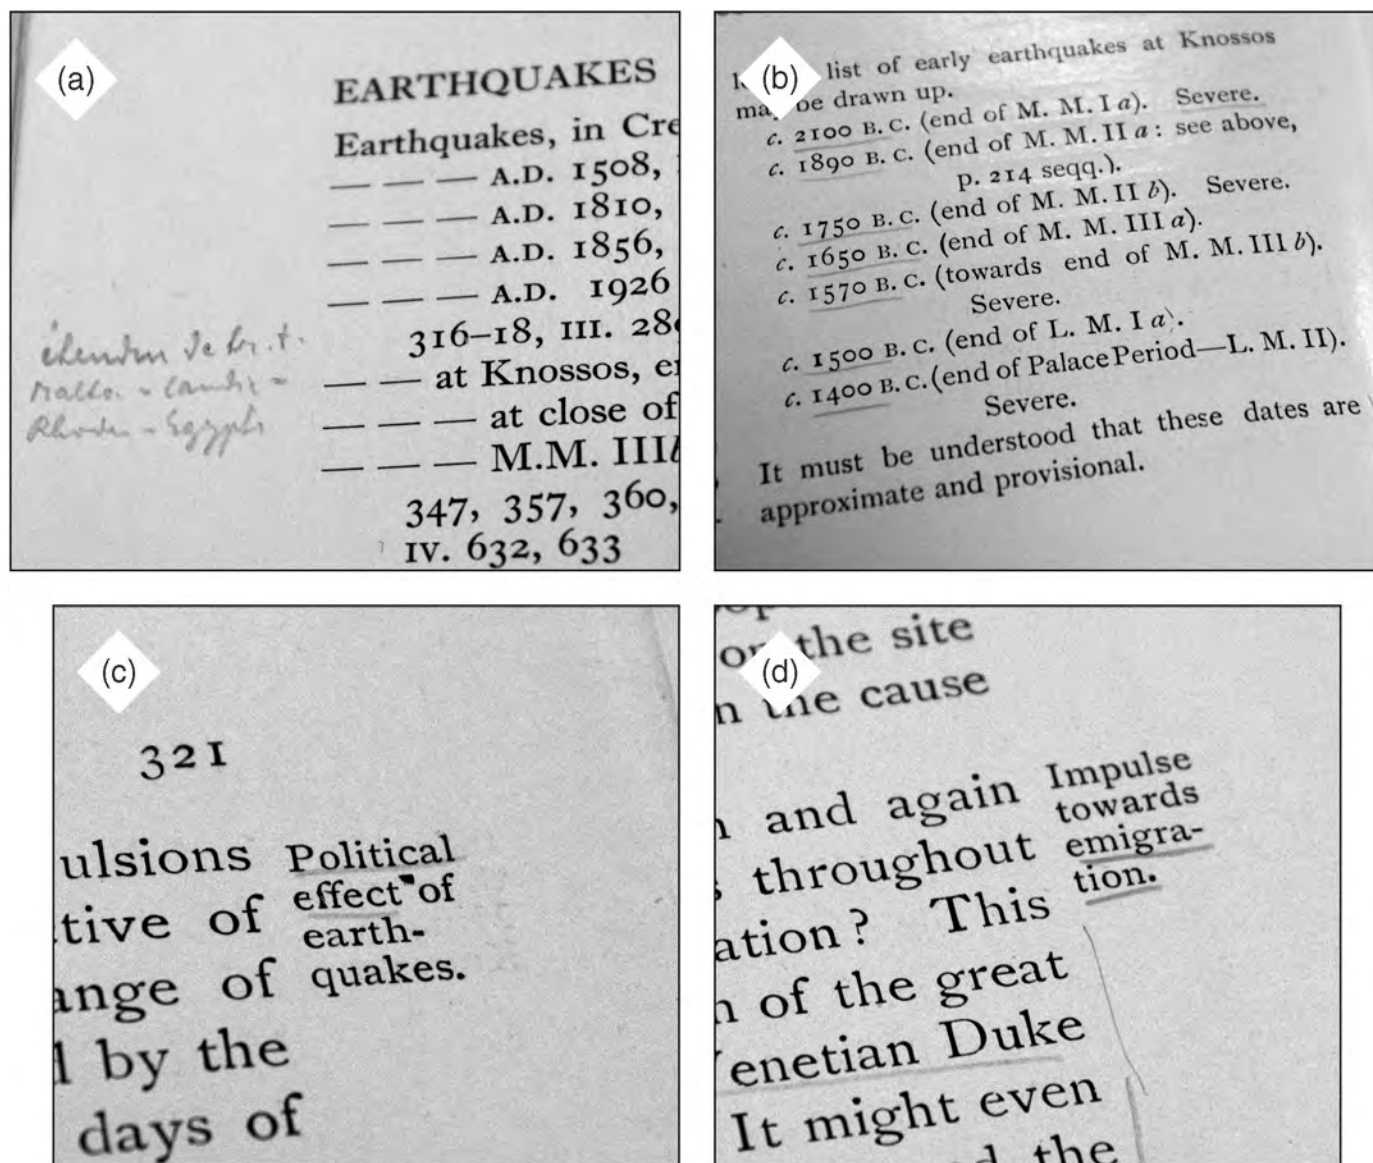 (a)
EARTHQUAKES
Earthquakes, in Cre
— — — A.D. 1508,
— — — A.D. 1810,
— — — A.D. 1856,
— — — A.D. 1926
316–18, III. 28
— — at Knossos, e
— — — at close of
— — — M.M. III
347, 357, 360,
IV. 632, 633
Rhodes - Egypte
(b)
list of early earthquakes at Knossos
may be drawn up.
c. 2100 B. C. (end of M. M. I a). Severe.
c. 1890 B. C. (end of M. M. II a: see above,
p. 214 seqq.).
c. 1750 B. C. (end of M. M. II b). Severe.
c. 1650 B. C. (end of M. M. III a).
c. 1570 B. C. (towards end of M. M. III b).
Severe.
c. 1500 B. C. (end of L. M. I a).
c. 1400 B. C. (end of Palace Period—L. M. II).
Severe.
It must be understood that these dates are
approximate and provisional.
(c)
321
ulsions
tive of
ange of
by the
days of
Political
effect of
earth-
quakes.
(d)
on the site
n the cause
and again
throughout
ation? This
n of the great
enetian Duke
It might even
the
Impulse
towards
emigra-
tion.